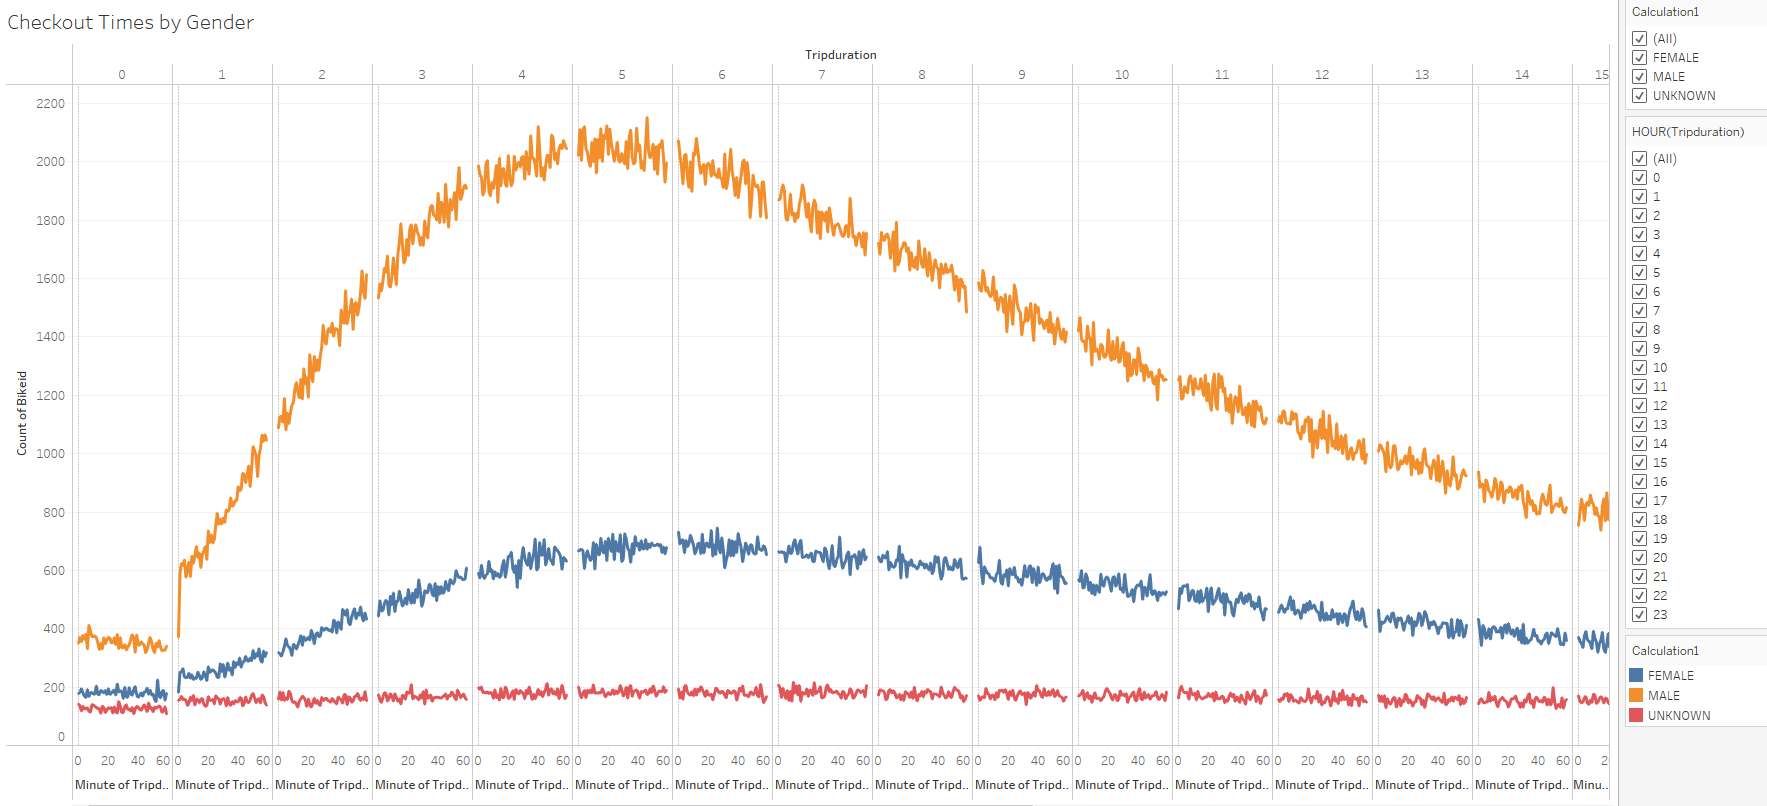 Checkout Times by Gender
Tripduration
0 1 2 3 4 5 6 7 8 9 10 11 12 13 14 15
2200
2000
1800
1600
1400
1200
1000
800
600
400
200
0
Count of Bikeid
0 20 40 60 0 20 40 60 0 20 40 60 0 20 40 60 0 20 40 60 0 20 40 60 0 20 40 60 0 20 40 60 0 20 40 60 0 20 40 60 0 20 40 60 0 20 40 60 0 20 40 60 0 20 40 60 0 20 40 60 0 2
Minute of Tripd.. Minute of Tripd.. Minute of Tripd.. Minute of Tripd.. Minute of Tripd.. Minute of Tripd.. Minute of Tripd.. Minute of Tripd.. Minute of Tripd.. Minute of Tripd.. Minute of Tripd.. Minute of Tripd.. Minute of Tripd.. Minute of Tripd.. Minute of Tripd.. Minu..
Calculation1
(All)
FEMALE
MALE
UNKNOWN
HOUR(Tripduration)
(All)
0
1
2
3
4
5
6
7
8
9
10
11
12
13
14
15
16
17
18
19
20
21
22
23
Calculation1
FEMALE
MALE
UNKNOWN